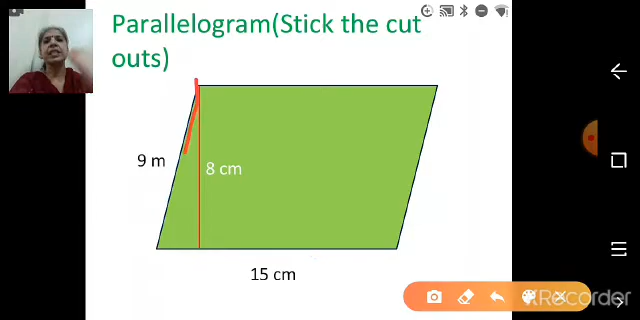 Parallelogram(Stick the cut
outs)
9 m
8 cm
15 cm
Recorder